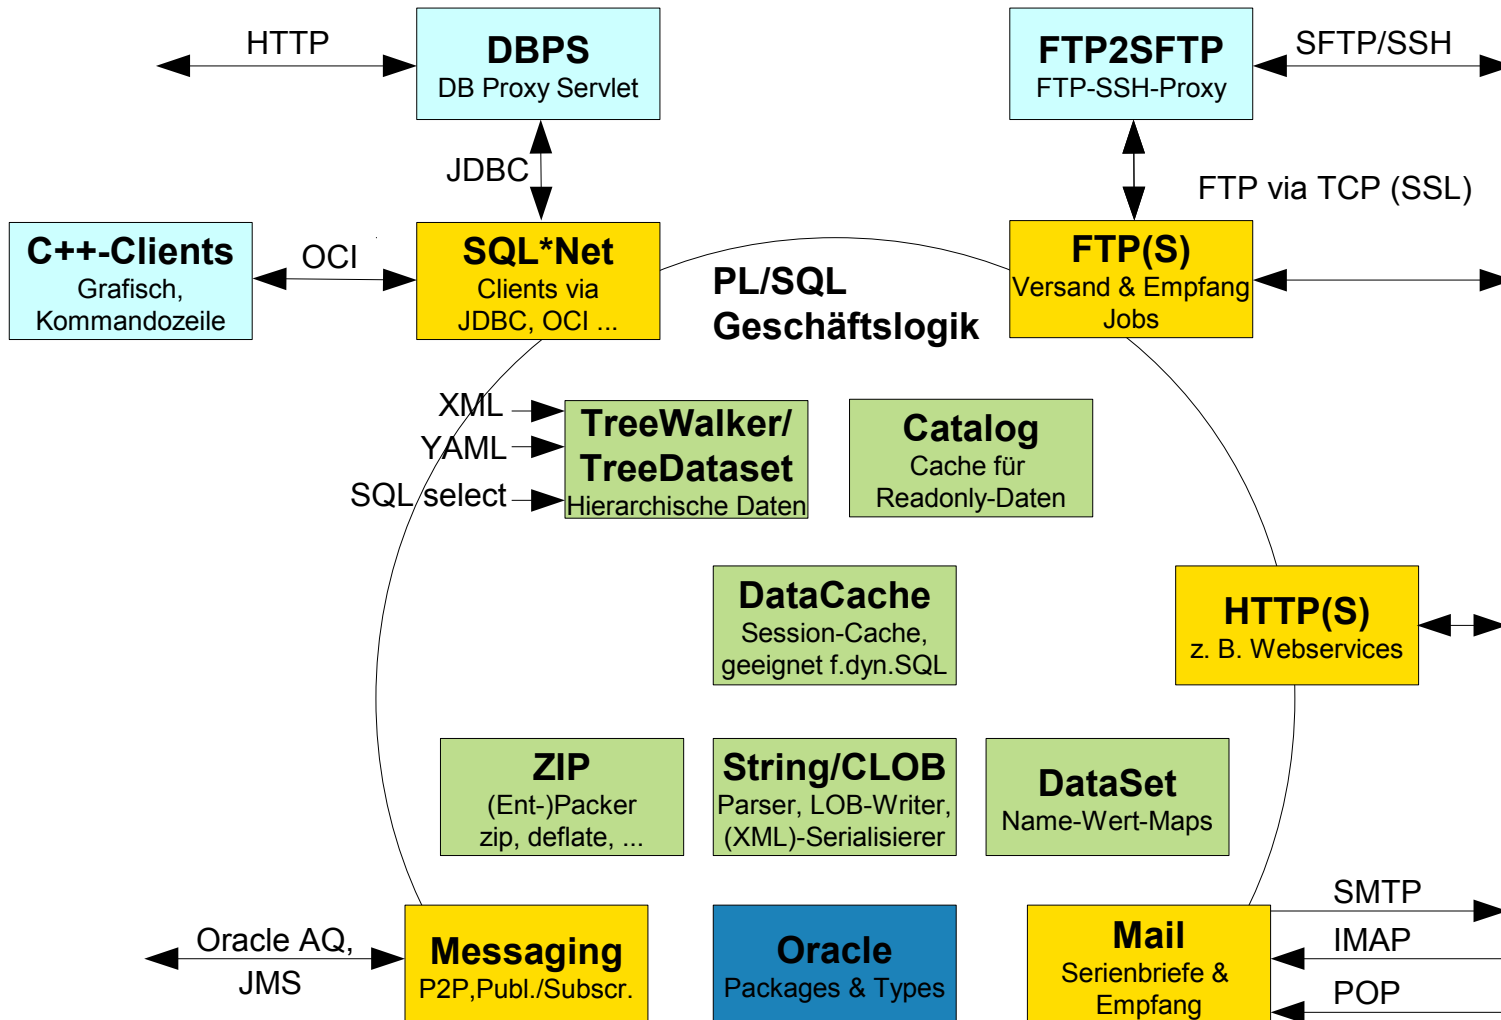 HTTP
DBPS
DB Proxy Servlet
FTP2SFTP
FTP-SSH-Proxy
SFTP/SSH
JDBC
FTP via TCP (SSL)
C++-Clients
Grafisch,
Kommandozeile
OCI
SQL*Net
Clients via
JDBC, OCI ...
PL/SQL
Geschäftslogik
FTP(S)
Versand & Empfang
Jobs
XML
YAML
SQL select
TreeWalker/
TreeDataset
Hierarchische Daten
Catalog
Cache für
Readonly-Daten
DataCache
Session-Cache,
geeignet f.dyn.SQL
HTTP(S)
z. B. Webservices
ZIP
(Ent-)Packer
zip, deflate, ...
String/CLOB
Parser, LOB-Writer,
(XML)-Serialisierer
DataSet
Name-Wert-Maps
Oracle AQ,
JMS
Messaging
P2P,Publ./Subscr.
Oracle
Packages & Types
Mail
Serienbriefe &
Empfang
SMTP
IMAP
POP